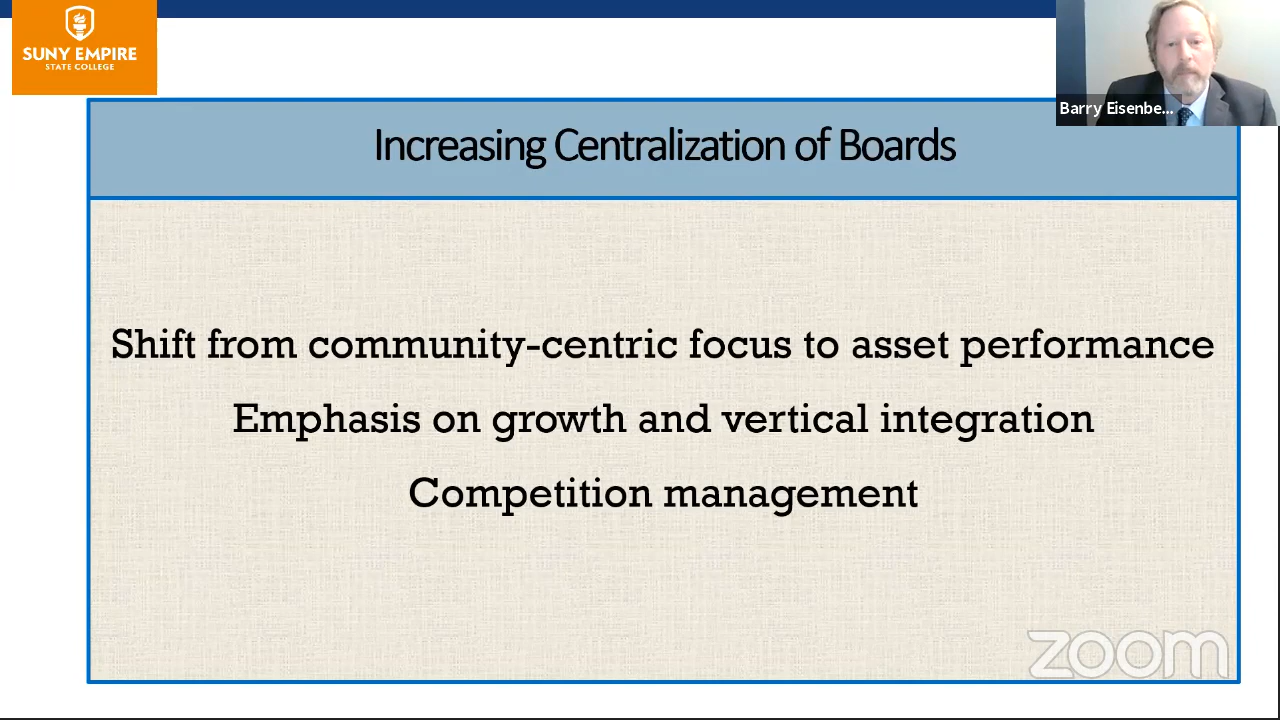 SUNY EMPIRE
STATE COLLEGE
Barry Eisenbe...
Increasing Centralization of Boards
Shift from community-centric focus to asset performance
Emphasis on growth and vertical integration
Competition management
zoom